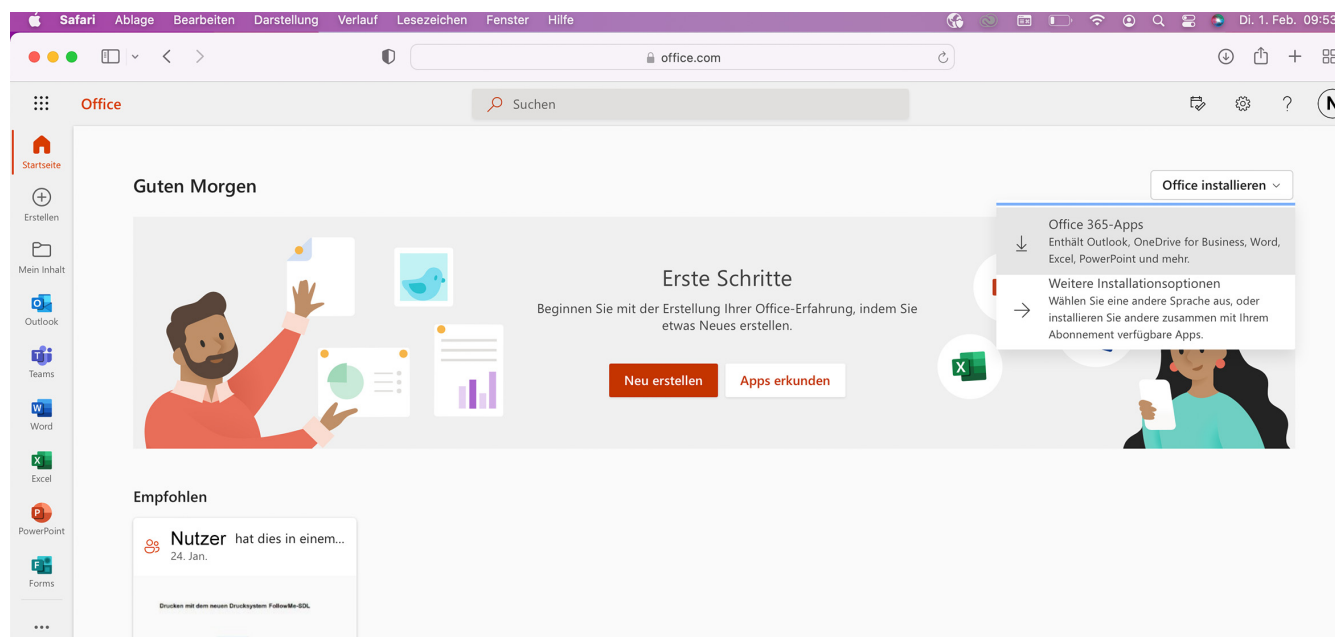 Safari Ablage Bearbeiten Darstellung Verlauf Lesezeichen Fenster Hilfe Di. 1. Feb. 09:53
office.com
Office Suchen ? N
Startseite
Erstellen
Mein Inhalt
Outlook
Teams
Word
Excel
PowerPoint
Forms
Guten Morgen
Office installieren
Office 365-Apps
Enthält Outlook, OneDrive for Business, Word,
Excel, PowerPoint und mehr.
Weitere Installationsoptionen
Wählen Sie eine andere Sprache aus, oder
installieren Sie andere zusammen mit Ihrem
Abonnement verfügbare Apps.
Erste Schritte
Beginnen Sie mit der Erstellung Ihrer Office-Erfahrung, indem Sie
etwas Neues erstellen.
Neu erstellen Apps erkunden
Empfohlen
Nutzer hat dies in einem...
24. Jan.
Drucken mit dem neuen Drucksystem FollowMe-SDL